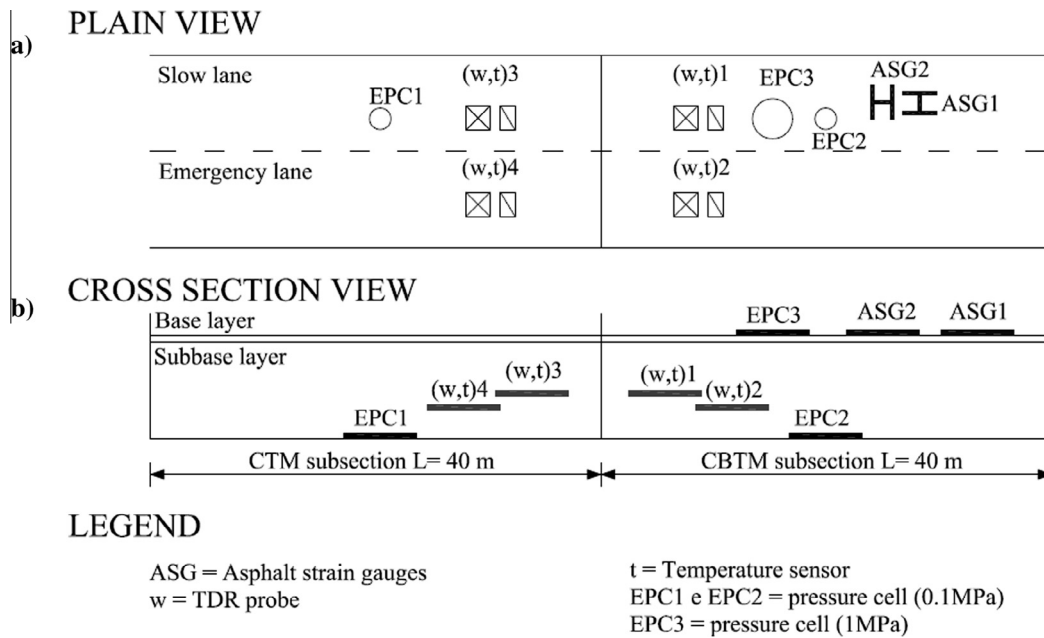 PLAIN VIEW
a)
Slow lane
(w,t)3
(w,t)1
EPC3
ASG2
EPC1
ASG1
EPC2
Emergency lane
(w,t)4
(w,t)2
CROSS SECTION VIEW
b)
Base layer
EPC3
ASG2
ASG1
Subbase layer
(w,t)3
(w,t)1
(w,t)4
(w,t)2
EPC1
EPC2
CTM subsection L= 40 m
CBTM subsection L= 40 m
LEGEND
ASG = Asphalt strain gauges
w = TDR probe
t = Temperature sensor
EPC1 e EPC2 = pressure cell (0.1MPa)
EPC3 = pressure cell (1MPa)